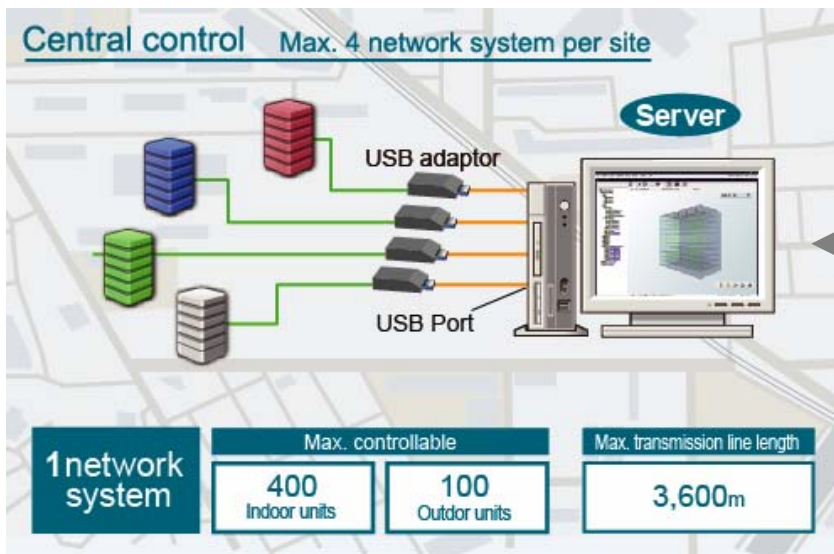 Central control Max. 4 network system per site
Server
USB adaptor
USB Port
1network
system
Max. controllable
400
Indoor units
100
Outdor units
Max. transmission line length
3,600m